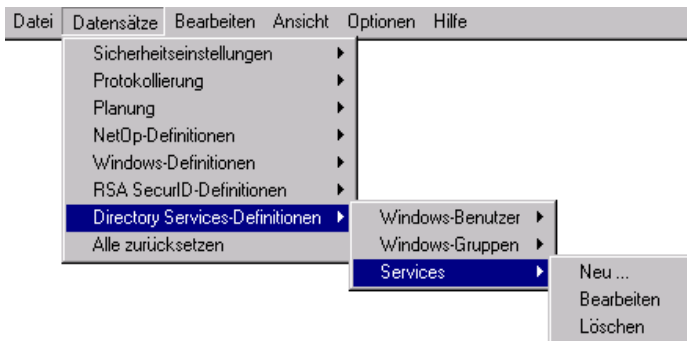 Datei Datensätze Bearbeiten Ansicht Optionen Hilfe
Sicherheitseinstellungen
Protokollierung
Planung
NetOp-Definitionen
Windows-Definitionen
RSA SecurID-Definitionen
Directory Services-Definitionen
Alle zurücksetzen
Windows-Benutzer
Windows-Gruppen
Services
Neu ...
Bearbeiten
Löschen